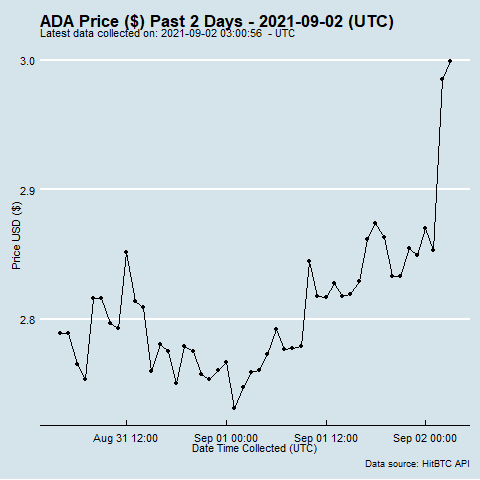 ADA Price ($) Past 2 Days - 2021-09-02 (UTC)
Latest data collected on: 2021-09-02 03:00:56 - UTC
3.0
2.9
2.8
Price USD ($)
Aug 31 12:00 Sep 01 00:00 Sep 01 12:00 Sep 02 00:00
Date Time Collected (UTC)
Data source: HitBTC API